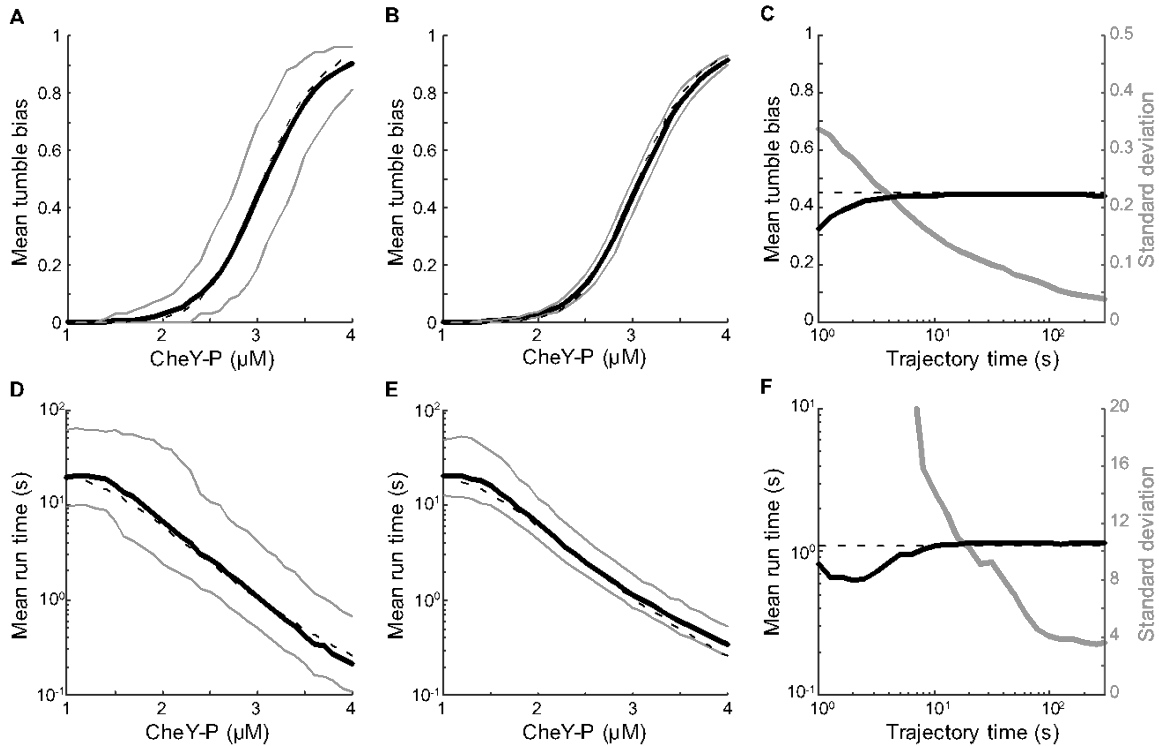 A
Mean tumble bias
1
0.8
0.6
0.4
0.2
0
1 2 3 4
CheY-P (µM)
B
Mean tumble bias
1
0.8
0.6
0.4
0.2
0
1 2 3 4
CheY-P (µM)
C
Mean tumble bias
1
0.8
0.6
0.4
0.2
0
10⁰ 10¹ 10²
Trajectory time (s)
0.5
0.4
0.3
0.2
0.1
0
Standard deviation
D
Mean run time (s)
10²
10¹
10⁰
10⁻¹
1 2 3 4
CheY-P (µM)
E
Mean run time (s)
10²
10¹
10⁰
10⁻¹
1 2 3 4
CheY-P (µM)
F
Mean run time (s)
10¹
10⁰
10⁻¹
10⁰ 10¹ 10²
Trajectory time (s)
20
16
12
8
4
0
Standard deviation